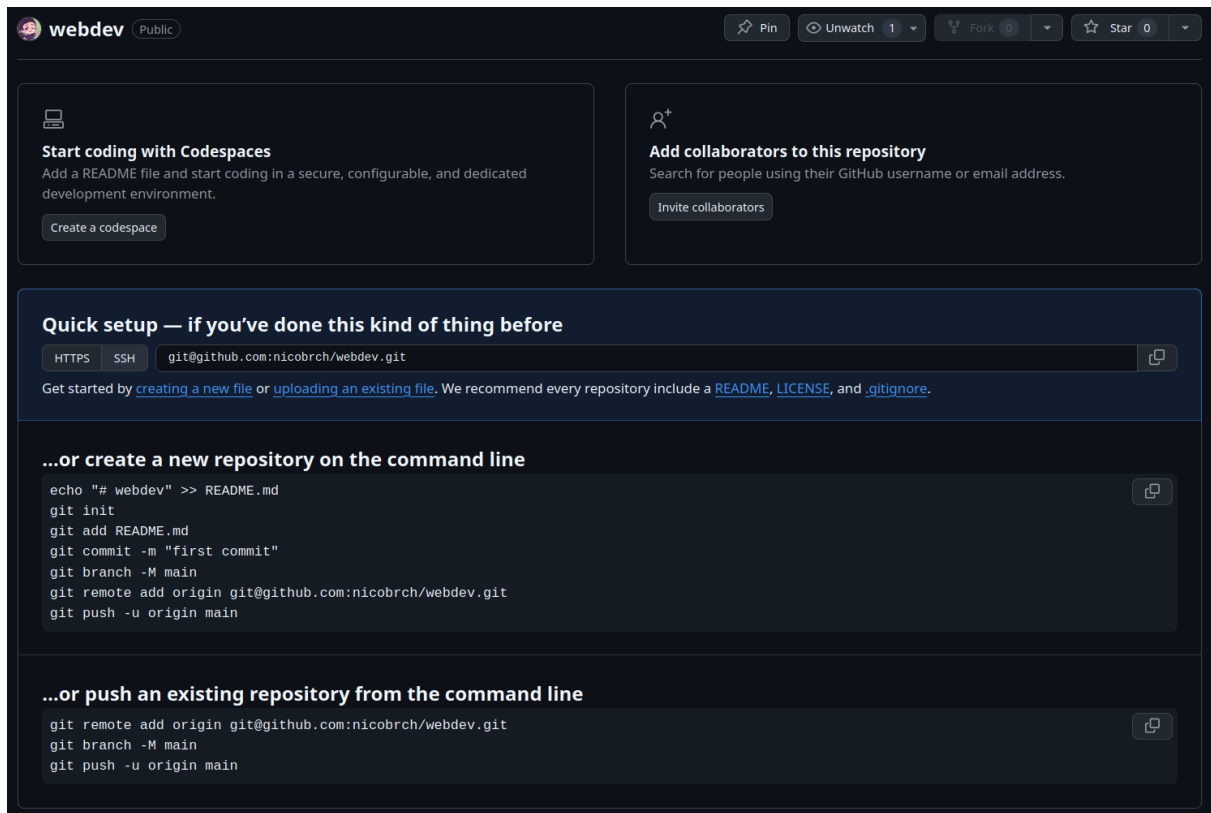 webdev Public Pin Unwatch 1 Fork 0 Star 0
Start coding with Codespaces
Add a README file and start coding in a secure, configurable, and dedicated
development environment.
Create a codespace
Add collaborators to this repository
Search for people using their GitHub username or email address.
Invite collaborators
Quick setup — if you’ve done this kind of thing before
HTTPS SSH git@github.com:nicobrch/webdev.git
Get started by creating a new file or uploading an existing file. We recommend every repository include a README, LICENSE, and .gitignore.
…or create a new repository on the command line
echo "# webdev" >> README.md
git init
git add README.md
git commit -m "first commit"
git branch -M main
git remote add origin git@github.com:nicobrch/webdev.git
git push -u origin main
…or push an existing repository from the command line
git remote add origin git@github.com:nicobrch/webdev.git
git branch -M main
git push -u origin main